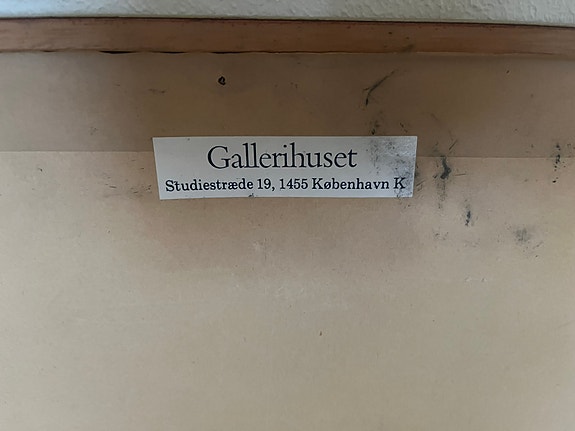 Gallerihuset
Studiestræde 19, 1455 København K